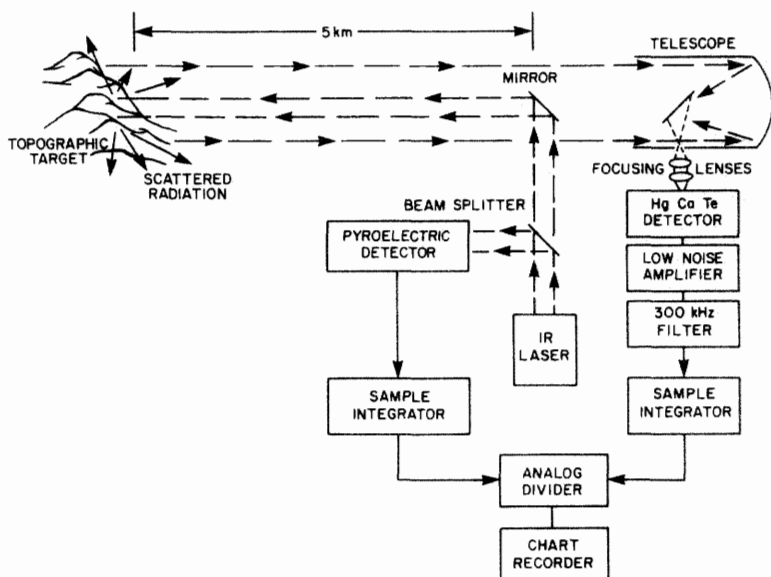 5 km
TELESCOPE
MIRROR
TOPOGRAPHIC
TARGET
SCATTERED
RADIATION
FOCUSING LENSES
BEAM SPLITTER
Hg Ca Te
DETECTOR
PYROELECTRIC
DETECTOR
LOW NOISE
AMPLIFIER
300 kHz
FILTER
IR
LASER
SAMPLE
INTEGRATOR
SAMPLE
INTEGRATOR
ANALOG
DIVIDER
CHART
RECORDER